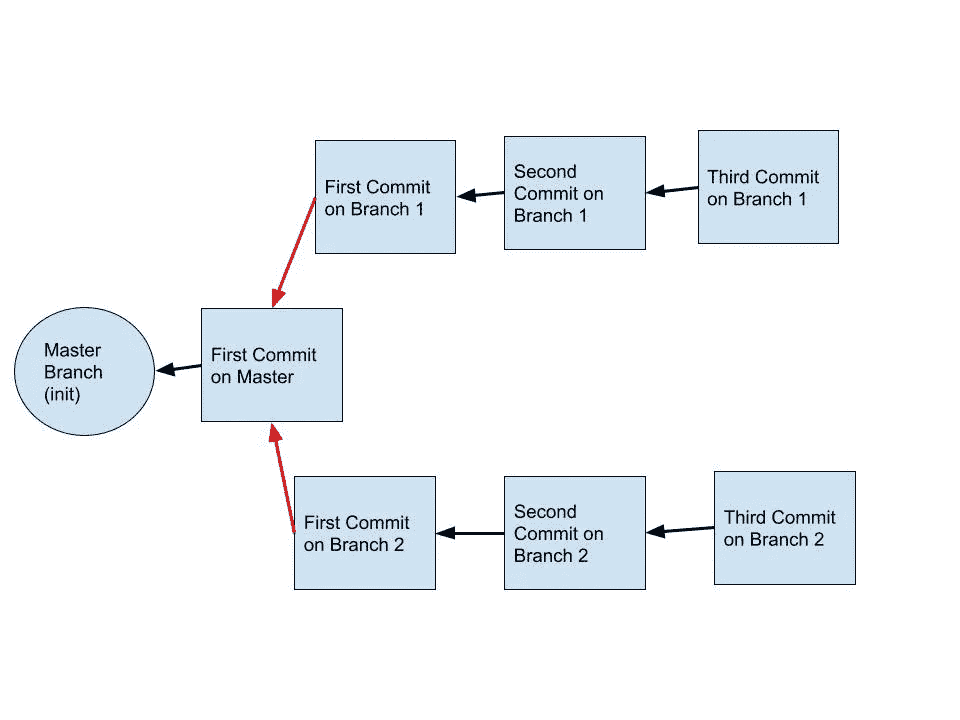 First Commit
on Branch 1
Second
Commit on
Branch 1
Third Commit
on Branch 1
Master
Branch
(init)
First Commit
on Master
First Commit
on Branch 2
Second
Commit on
Branch 2
Third Commit
on Branch 2